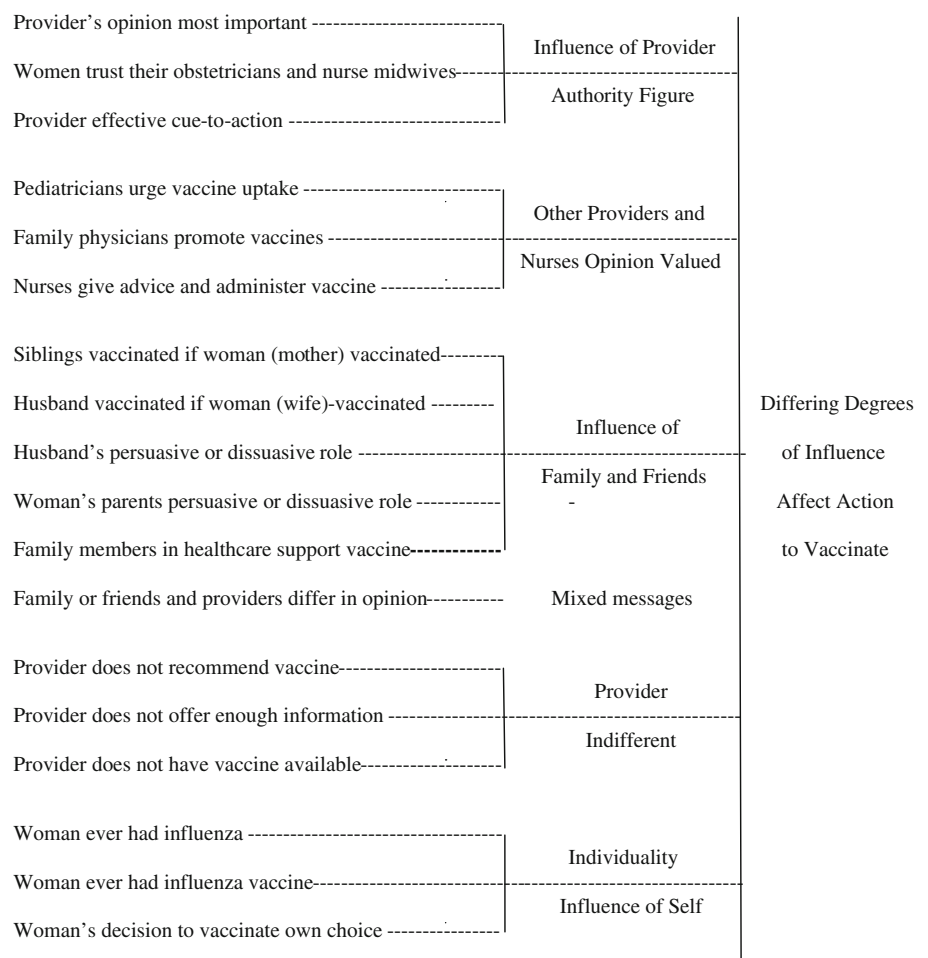 Provider's opinion most important
Influence of Provider
Women trust their obstetricians and nurse midwives
Authority Figure
Provider effective cue-to-action
Pediatricians urge vaccine uptake
Other Providers and
Family physicians promote vaccines
Nurses Opinion Valued
Nurses give advice and administer vaccine
Siblings vaccinated if woman (mother) vaccinated
Husband vaccinated if woman (wife)-vaccinated
Influence of
Husband's persuasive or dissuasive role
Family and Friends
Woman's parents persuasive or dissuasive role
Family members in healthcare support vaccine
Family or friends and providers differ in opinion
Mixed messages
Provider does not recommend vaccine
Provider
Provider does not offer enough information
Indifferent
Provider does not have vaccine available
Woman ever had influenza
Individuality
Woman ever had influenza vaccine
Influence of Self
Woman's decision to vaccinate own choice
Differing Degrees
of Influence
Affect Action
to Vaccinate